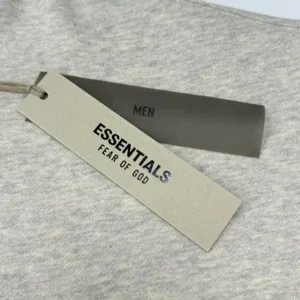 MEN
ESSENTIALS
FEAR OF GOD